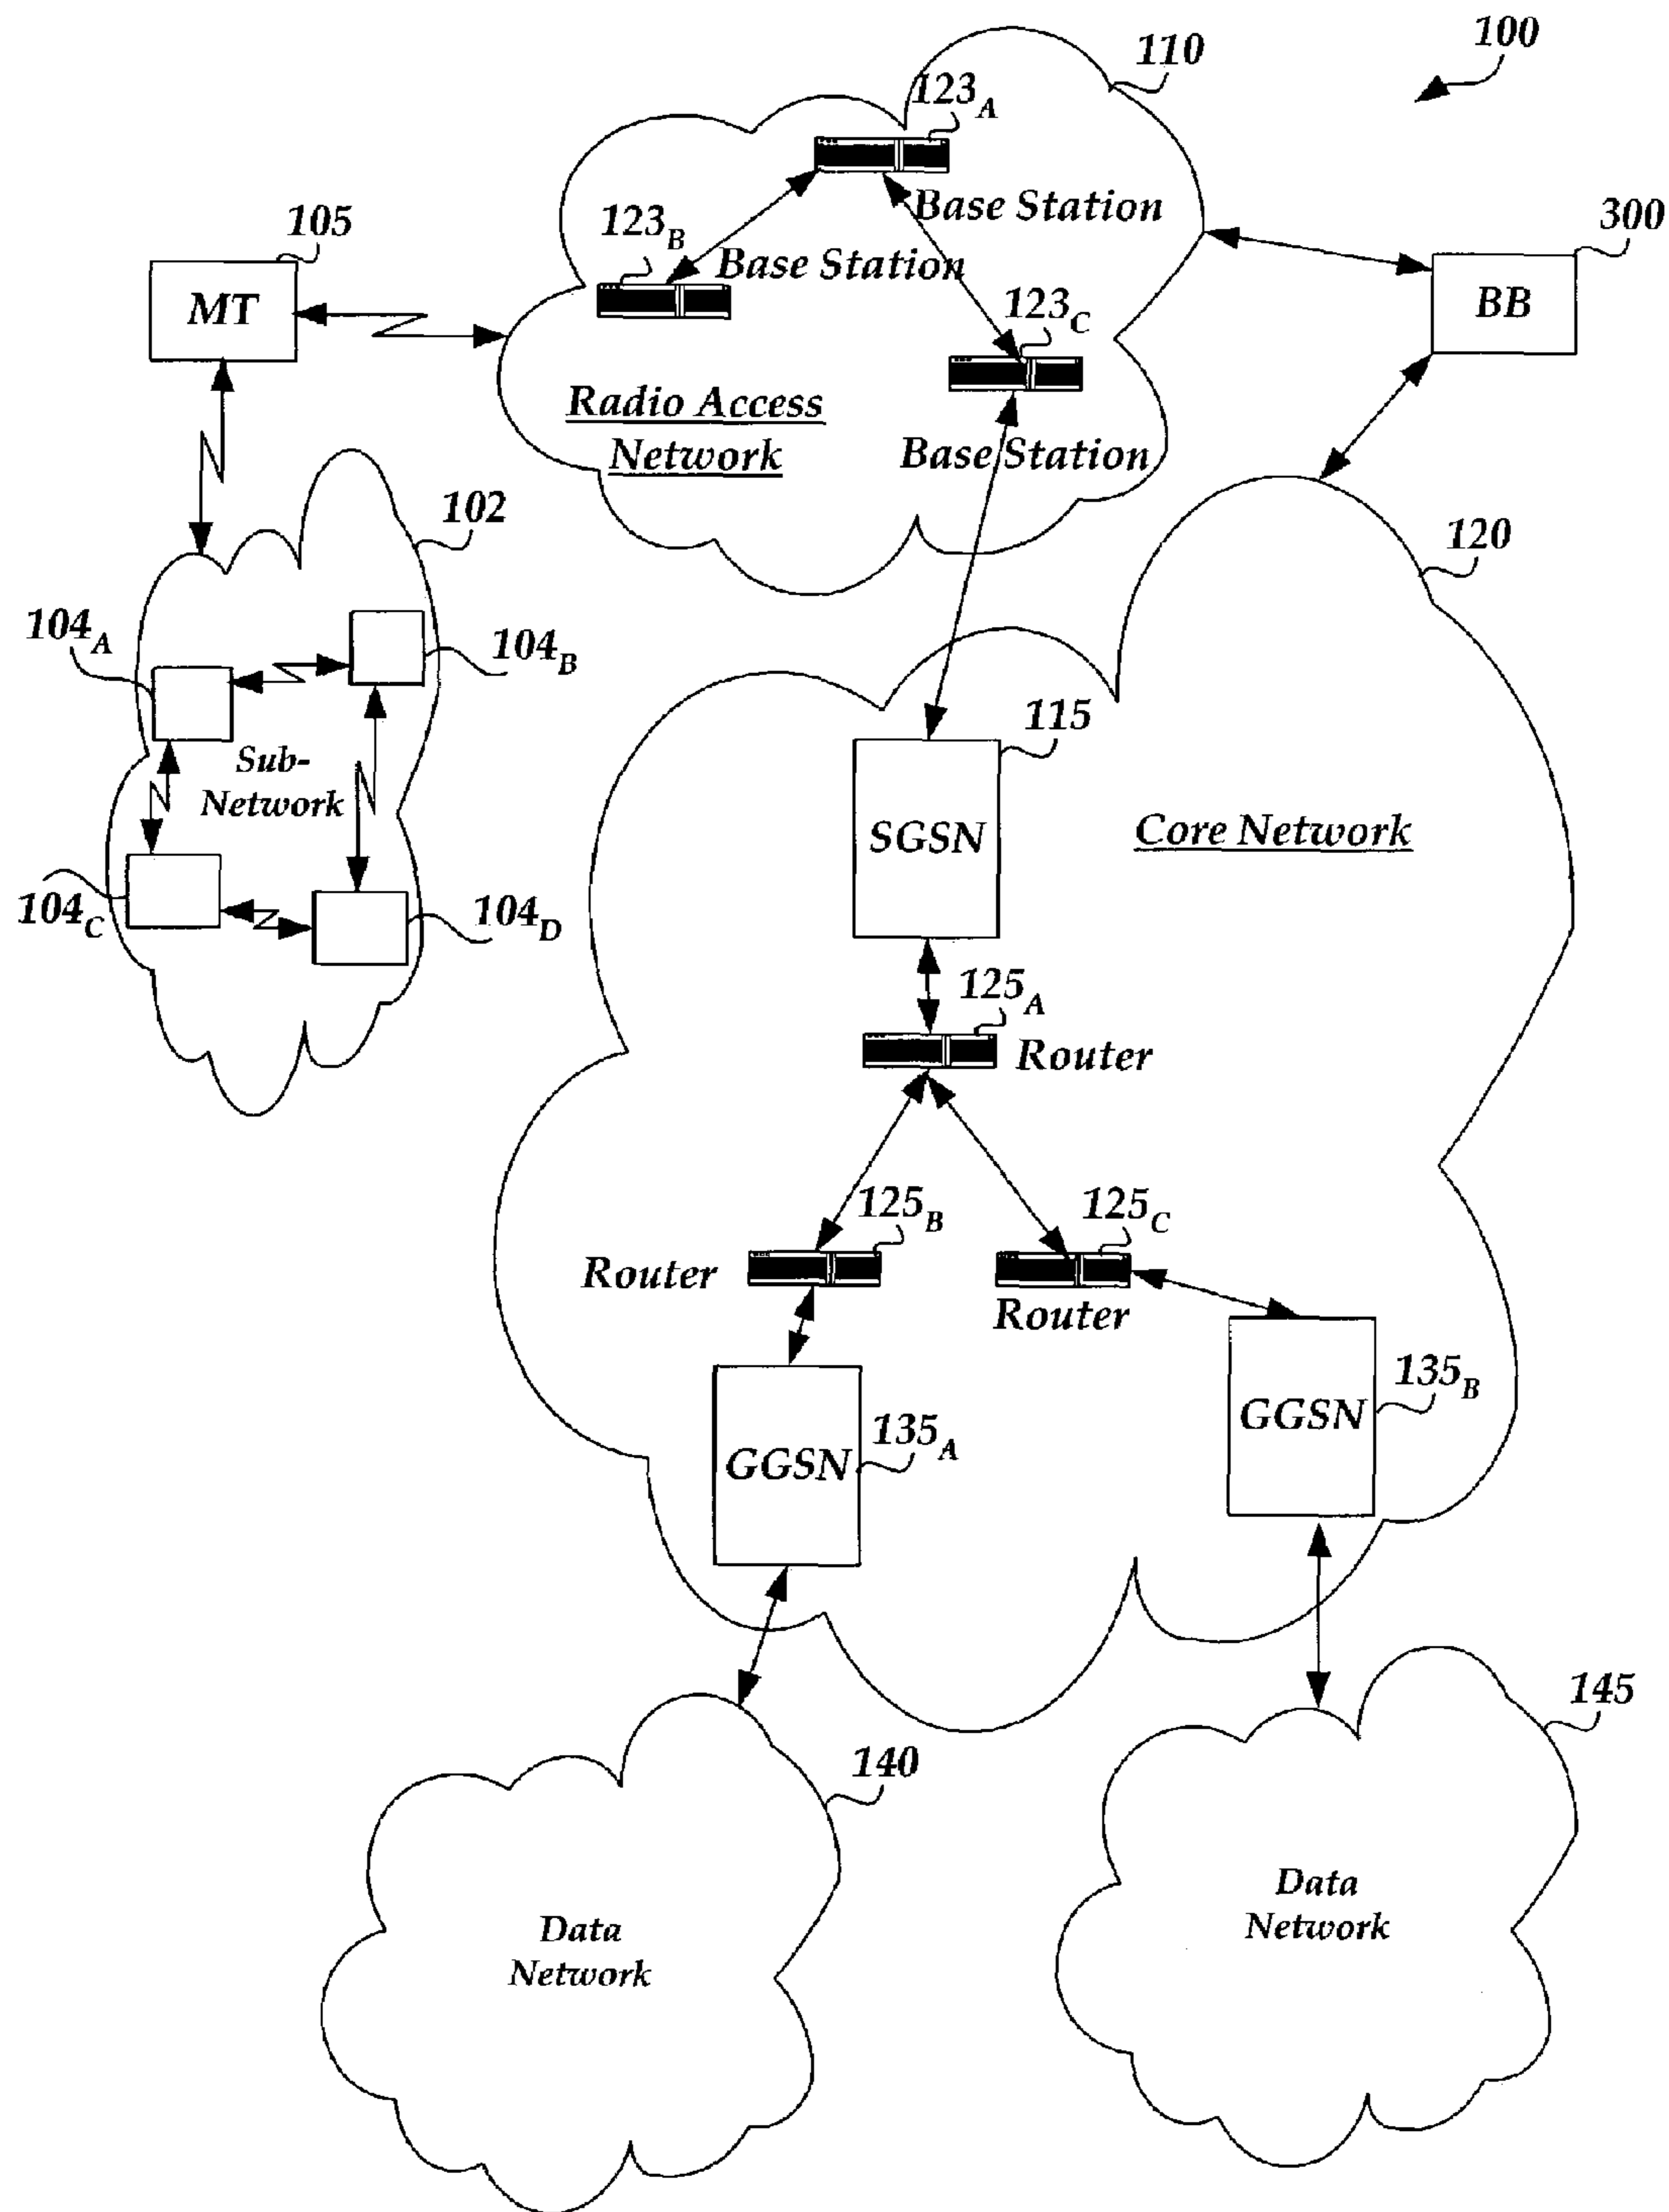 100
110
123A
Base Station
105
123B
Base Station
300
MT
BB
123C
Radio Access
Network
Base Station
102
120
104A
104B
115
Sub-
Network
SGSN
Core Network
104C
104D
125A
Router
125B
125C
Router
Router
135A
135B
GGSN
GGSN
145
140
Data
Network
Data
Network